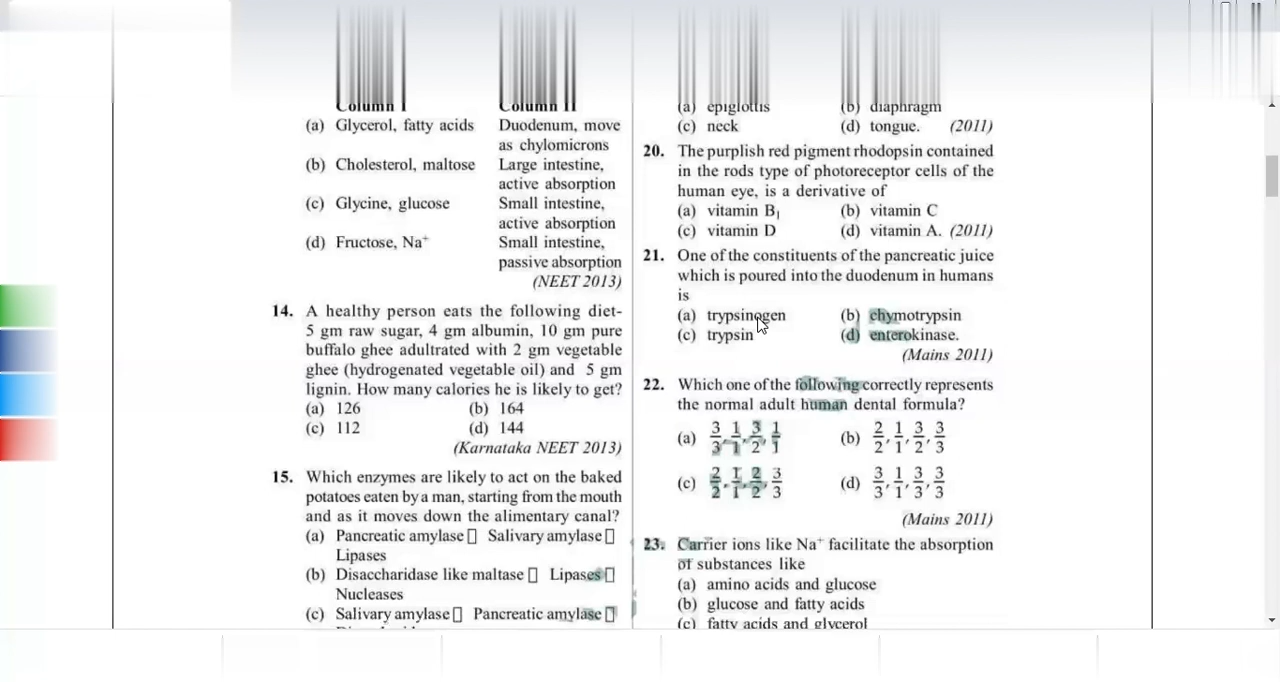 Column I Column II
(a) Glycerol, fatty acids Duodenum, move
as chylomicrons
(b) Cholesterol, maltose Large intestine,
active absorption
(c) Glycine, glucose Small intestine,
active absorption
(d) Fructose, Na⁺ Small intestine,
passive absorption
(NEET 2013)
14. A healthy person eats the following diet-
5 gm raw sugar, 4 gm albumin, 10 gm pure
buffalo ghee adultrated with 2 gm vegetable
ghee (hydrogenated vegetable oil) and 5 gm
lignin. How many calories he is likely to get?
(a) 126 (b) 164
(c) 112 (d) 144
(Karnataka NEET 2013)
15. Which enzymes are likely to act on the baked
potatoes eaten by a man, starting from the mouth
and as it moves down the alimentary canal?
(a) Pancreatic amylase Salivary amylase
Lipases
(b) Disaccharidase like maltase Lipases
Nucleases
(c) Salivary amylase Pancreatic amylase
(a) epiglottis (b) diaphragm
(c) neck (d) tongue. (2011)
20. The purplish red pigment rhodopsin contained
in the rods type of photoreceptor cells of the
human eye, is a derivative of
(a) vitamin B₁ (b) vitamin C
(c) vitamin D (d) vitamin A. (2011)
21. One of the constituents of the pancreatic juice
which is poured into the duodenum in humans
is
(a) trypsinogen (b) chymotrypsin
(c) trypsin (d) enterokinase.
(Mains 2011)
22. Which one of the following correctly represents
the normal adult human dental formula?
(a) 3/3, 1/1, 3/2, 1/1 (b) 2/2, 1/1, 3/2, 3/3
(c) 2/2, 1/1, 2/2, 3/3 (d) 3/3, 1/1, 3/3, 3/3
(Mains 2011)
23. Carrier ions like Na⁺ facilitate the absorption
of substances like
(a) amino acids and glucose
(b) glucose and fatty acids
(c) fatty acids and glycerol